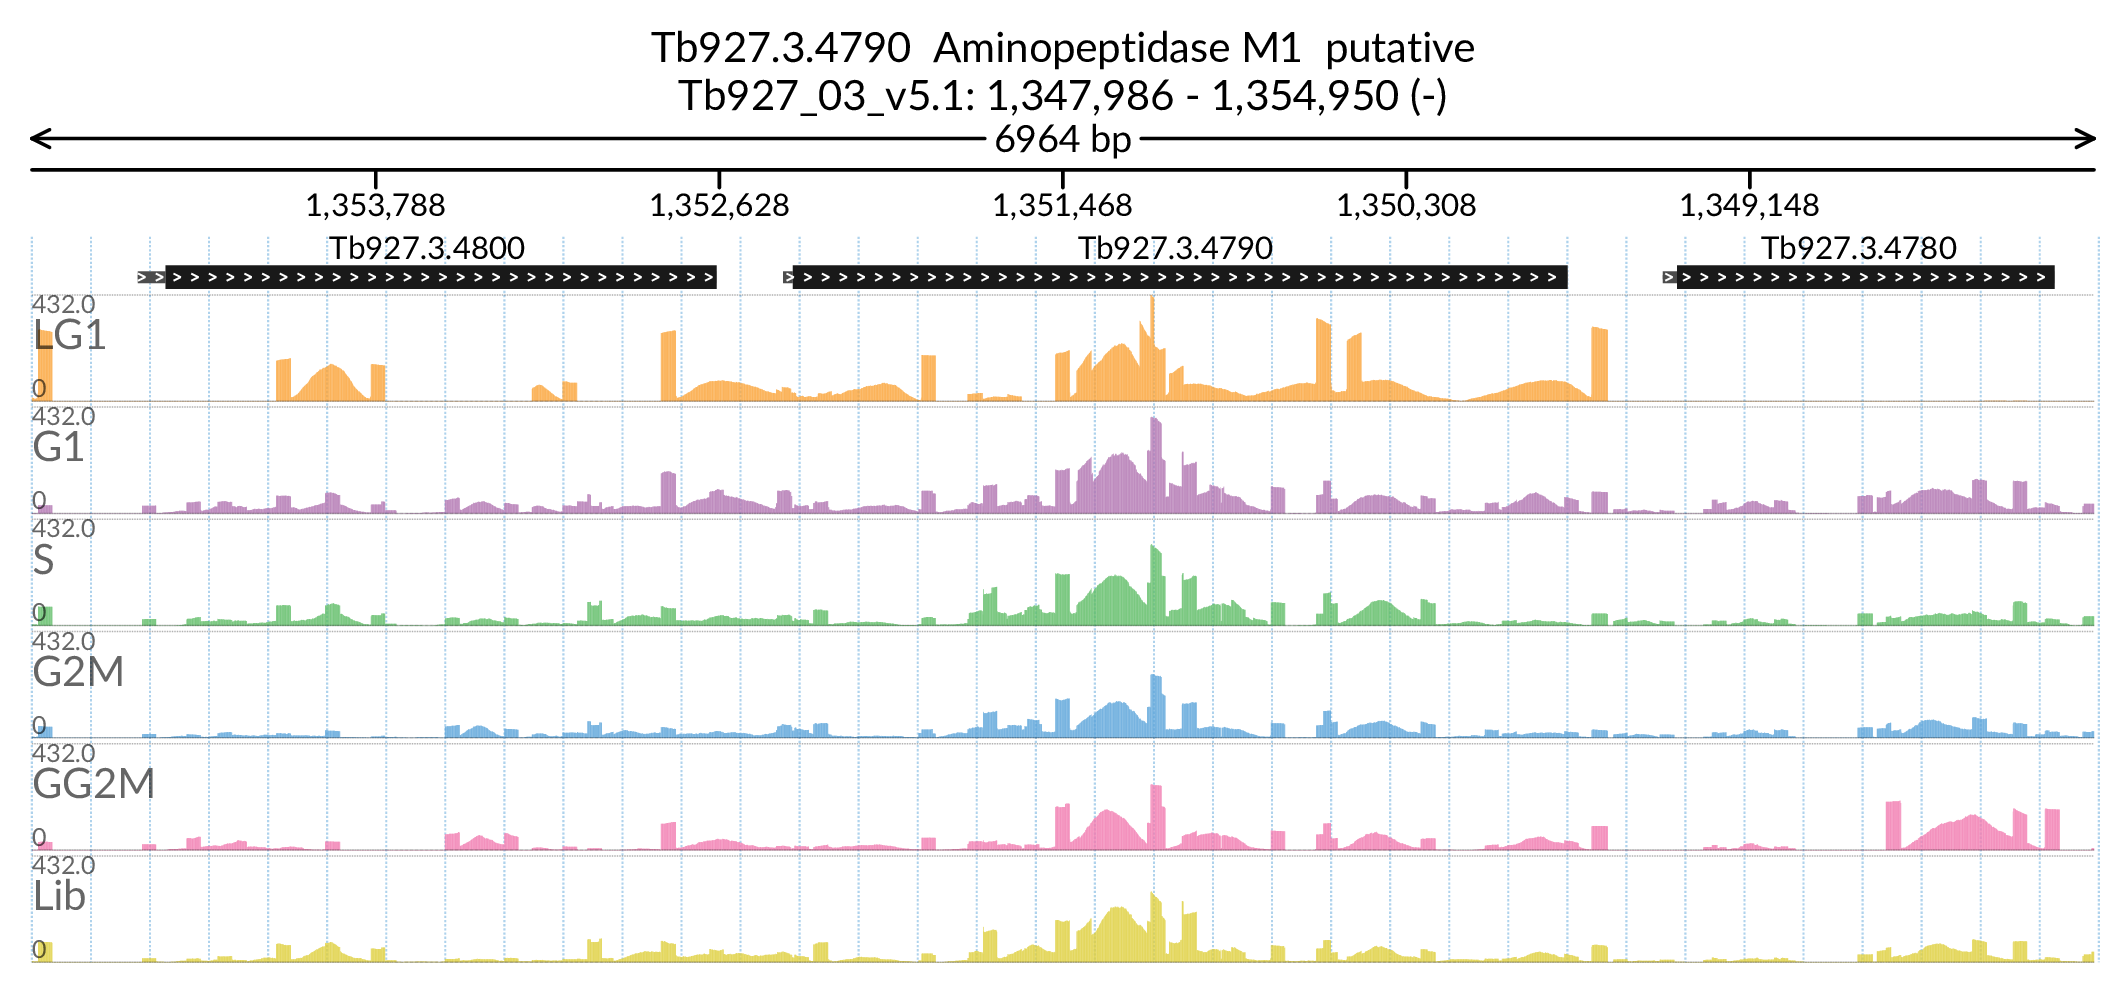 Tb927.3.4790  Aminopeptidase M1  putative
Tb927_03_v5.1: 1,347,986 - 1,354,950 (-)
6964 bp
1,353,788 1,352,628 1,351,468 1,350,308 1,349,148
Tb927.3.4800 Tb927.3.4790 Tb927.3.4780
432.0
LG1
0
432.0
G1
0
432.0
S
0
432.0
G2M
0
432.0
GG2M
0
432.0
Lib
0